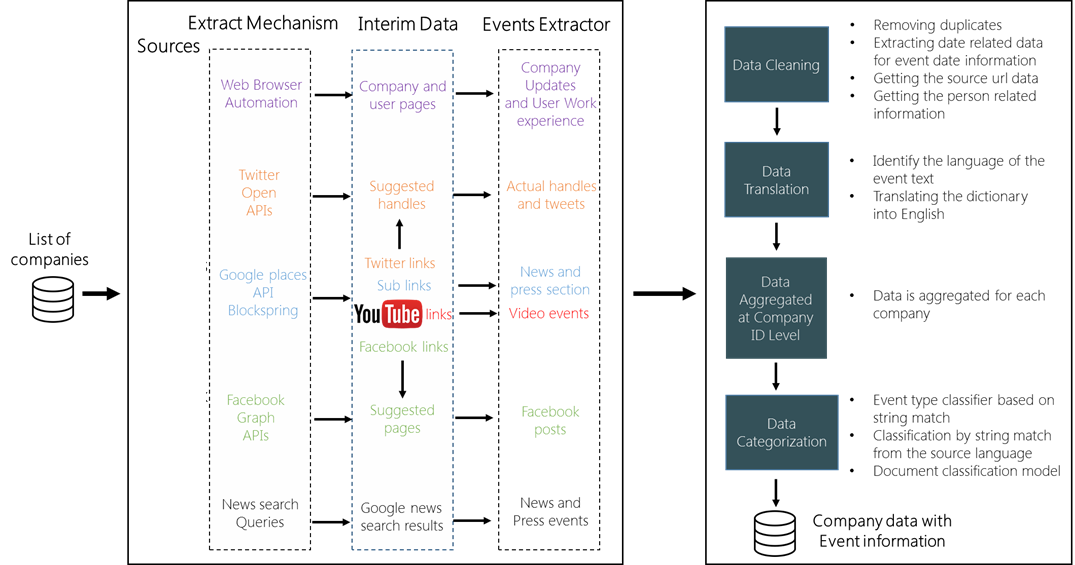 Extract Mechanism
Interim Data
Events Extractor
Sources
List of
companies
Web Browser
Automation
Company and
user pages
Company
Updates
and User Work
experience
Twitter
Open
APIs
Suggested
handles
Actual handles
and tweets
Google places
API
Blockspring
Twitter links
Sub links
YouTube links
Facebook links
News and
press section
Video events
Facebook
Graph
APIs
Suggested
pages
Facebook
posts
News search
Queries
Google news
search results
News and
Press events
Data Cleaning
• Removing duplicates
• Extracting date related data
for event date information
• Getting the source url data
• Getting the person related
information
Data
Translation
• Identify the language of the
event text
• Translating the dictionary
into English
Data
Aggregated
at Company
ID Level
• Data is aggregated for each
company
Data
Categorization
• Event type classifier based on
string match
• Classification by string match
from the source language
• Document classification model
Company data with
Event information